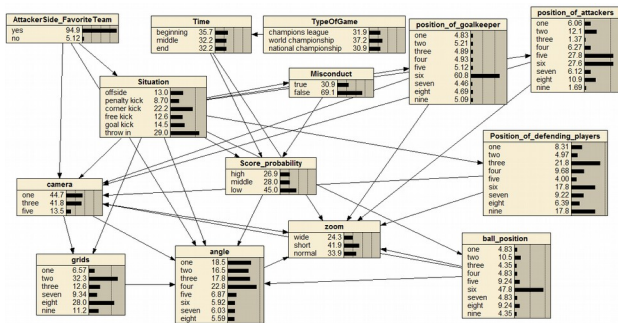 AttackerSide_FavoriteTeam
yes 94.9
no 5.12
Time
beginning 35.7
middle 32.2
end 32.2
TypeOfGame
champions league 31.9
world championship 37.2
national championship 30.9
position_of_goalkeeper
one 4.83
two 5.21
three 4.89
four 4.93
five 5.12
six 60.8
seven 4.46
eight 4.69
nine 5.09
position_of_attackers
one 6.06
two 12.1
three 1.37
four 6.27
five 27.8
six 27.6
seven 6.12
eight 10.9
nine 1.69
Situation
offside 13.0
penalty kick 8.70
corner kick 22.2
free kick 12.6
goal kick 14.5
throw in 29.0
Misconduct
true 30.9
false 69.1
Score_probability
high 26.9
middle 28.0
low 45.0
Position_of_defending_players
one 8.31
two 4.97
three 21.8
four 9.68
five 4.00
six 17.8
seven 9.22
eight 6.39
nine 17.8
camera
one 44.7
three 41.8
five 13.5
zoom
wide 24.3
short 41.9
normal 33.9
grids
one 6.57
two 32.3
three 12.6
seven 9.34
eight 28.0
nine 11.2
angle
one 18.5
two 16.5
three 17.8
four 22.8
five 6.87
six 5.92
seven 6.03
eight 5.59
ball_position
one 4.83
two 10.5
three 4.35
four 4.83
five 9.24
six 47.8
seven 4.83
eight 9.24
nine 4.35